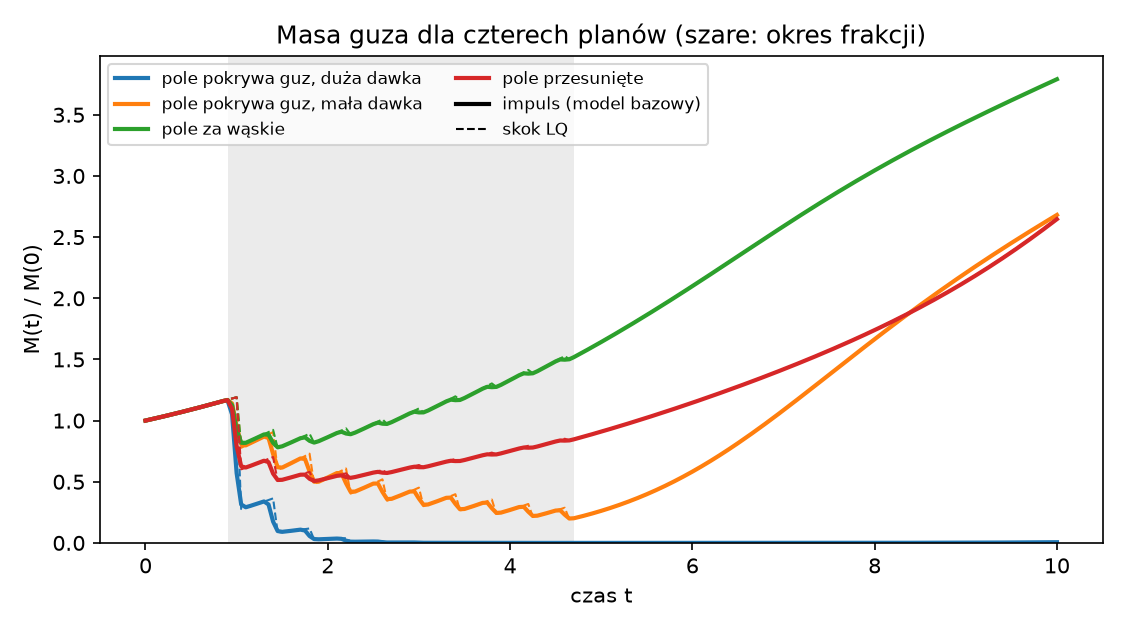 Masa guza dla czterech planów (szare: okres frakcji)
pole pokrywa guz, duża dawka
pole pokrywa guz, mała dawka
pole za wąskie
pole przesunięte
impuls (model bazowy)
skok LQ
M(t) / M(0)
3.5
3.0
2.5
2.0
1.5
1.0
0.5
0.0
0 2 4 6 8 10
czas t